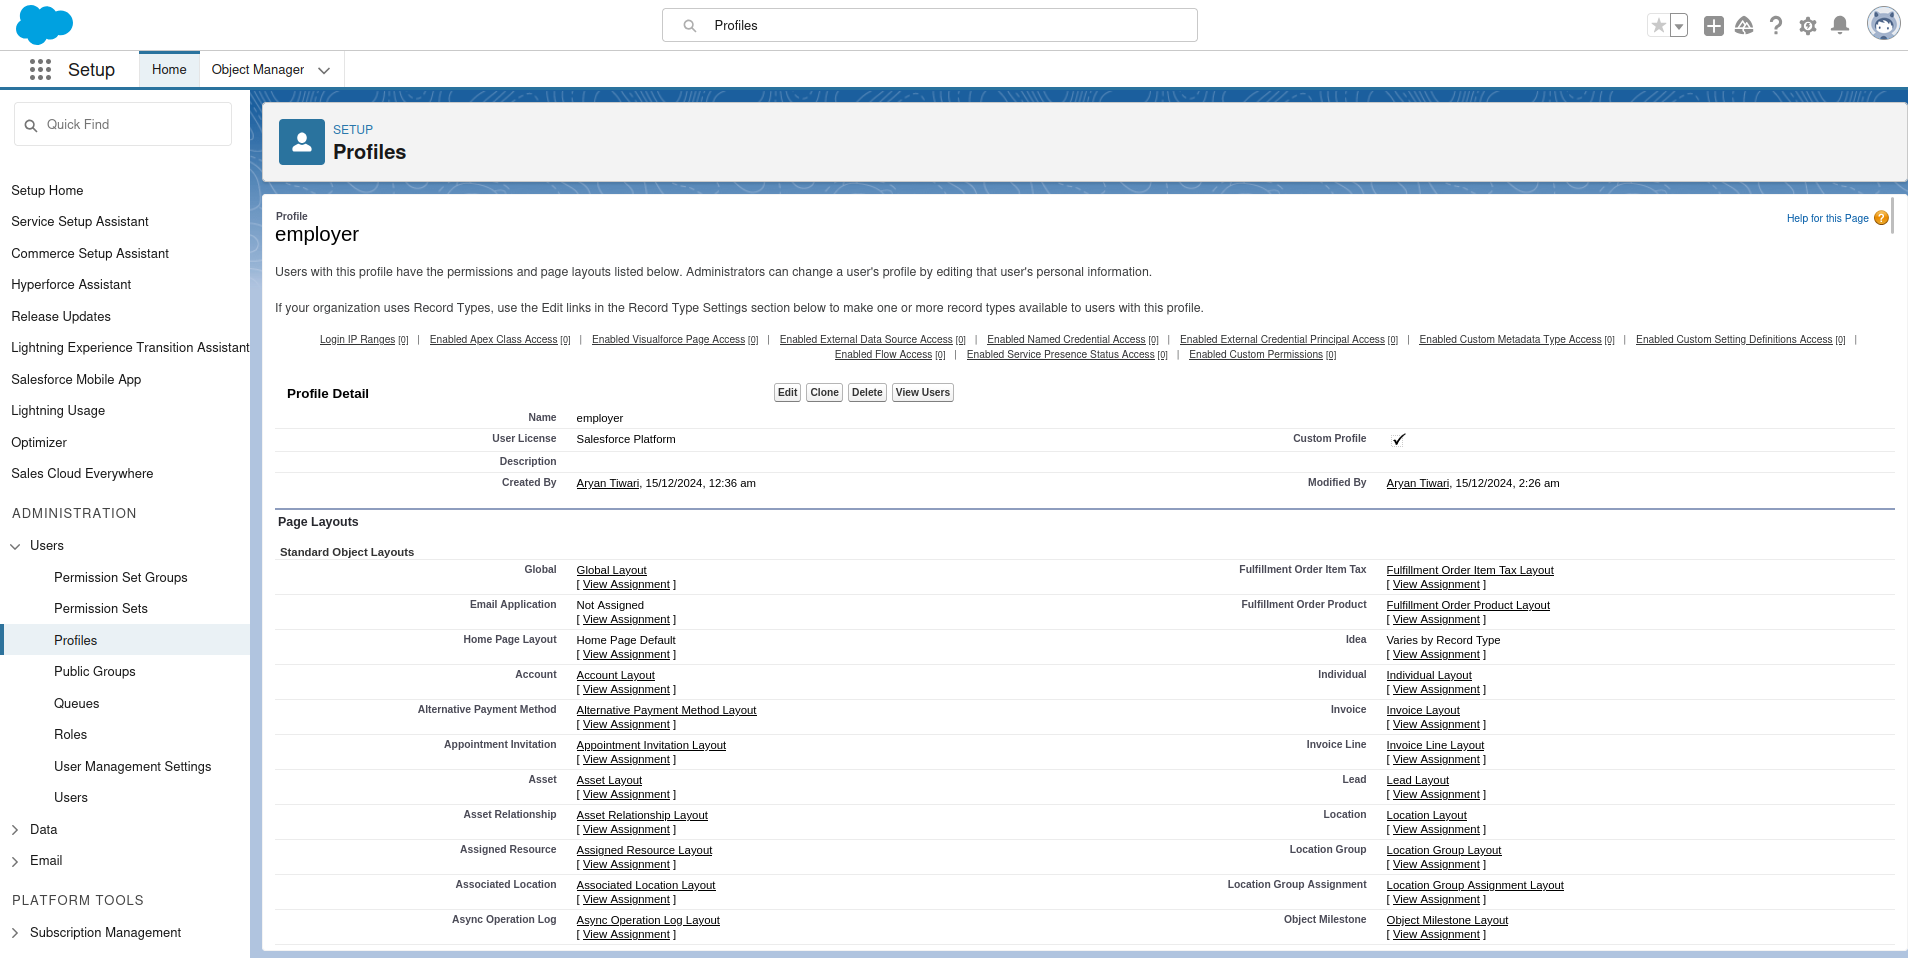 Profiles
Setup
Home
Object Manager
Quick Find
Setup Home
Service Setup Assistant
Commerce Setup Assistant
Hyperforce Assistant
Release Updates
Lightning Experience Transition Assistant
Salesforce Mobile App
Lightning Usage
Optimizer
Sales Cloud Everywhere
ADMINISTRATION
Users
Permission Set Groups
Permission Sets
Profiles
Public Groups
Queues
Roles
User Management Settings
Users
Data
Email
PLATFORM TOOLS
Subscription Management
SETUP
Profiles
Profile
employer
Help for this Page ?
Users with this profile have the permissions and page layouts listed below. Administrators can change a user's profile by editing that user's personal information.
If your organization uses Record Types, use the Edit links in the Record Type Settings section below to make one or more record types available to users with this profile.
Login IP Ranges [0] | Enabled Apex Class Access [0] | Enabled Visualforce Page Access [0] | Enabled External Data Source Access [0] | Enabled Named Credential Access [0] | Enabled External Credential Principal Access [0] | Enabled Custom Metadata Type Access [0] | Enabled Custom Setting Definitions Access [0] |
Enabled Flow Access [0] | Enabled Service Presence Status Access [0] | Enabled Custom Permissions [0]
Profile Detail Edit Clone Delete View Users
Name employer
User License Salesforce Platform Custom Profile
Description
Created By Aryan Tiwari, 15/12/2024, 12:36 am Modified By Aryan Tiwari, 15/12/2024, 2:26 am
Page Layouts
Standard Object Layouts
Global Global Layout Fulfillment Order Item Tax Fulfillment Order Item Tax Layout
[ View Assignment ] [ View Assignment ]
Email Application Not Assigned Fulfillment Order Product Fulfillment Order Product Layout
[ View Assignment ] [ View Assignment ]
Home Page Layout Home Page Default Idea Varies by Record Type
[ View Assignment ] [ View Assignment ]
Account Account Layout Individual Individual Layout
[ View Assignment ] [ View Assignment ]
Alternative Payment Method Alternative Payment Method Layout Invoice Invoice Layout
[ View Assignment ] [ View Assignment ]
Appointment Invitation Appointment Invitation Layout Invoice Line Invoice Line Layout
[ View Assignment ] [ View Assignment ]
Asset Asset Layout Lead Lead Layout
[ View Assignment ] [ View Assignment ]
Asset Relationship Asset Relationship Layout Location Location Layout
[ View Assignment ] [ View Assignment ]
Assigned Resource Assigned Resource Layout Location Group Location Group Layout
[ View Assignment ] [ View Assignment ]
Associated Location Associated Location Layout Location Group Assignment Location Group Assignment Layout
[ View Assignment ] [ View Assignment ]
Async Operation Log Async Operation Log Layout Object Milestone Object Milestone Layout
[ View Assignment ] [ View Assignment ]